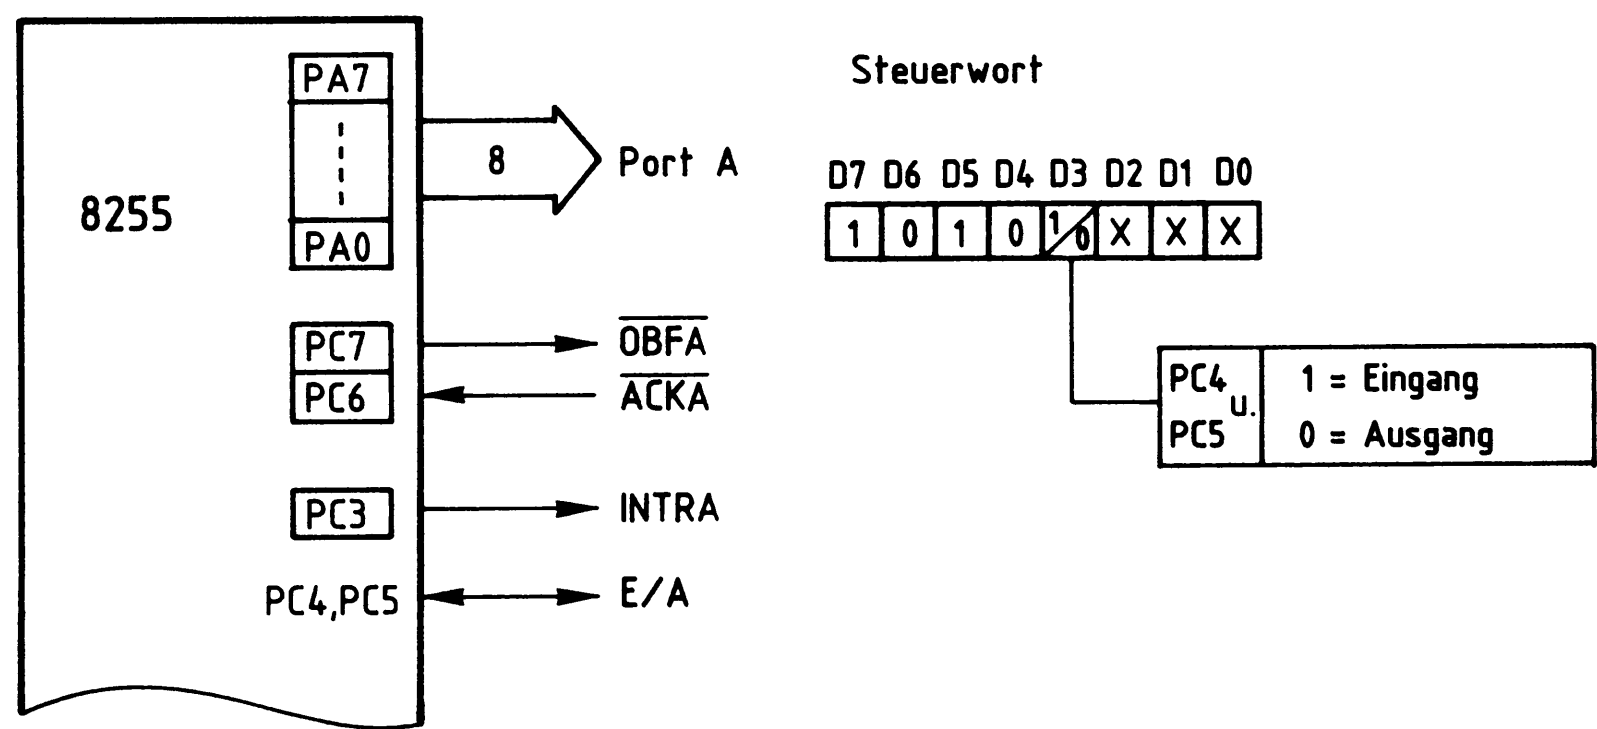 8255
PA7
PA0
8
Port A
PC7
OBFA
PC6
ACKA
PC3
INTRA
PC4,PC5
E/A
Steuerwort
D7 D6 D5 D4 D3 D2 D1 D0
1 0 1 0 1/0 X X X
PC4 u. PC5
1 = Eingang
0 = Ausgang